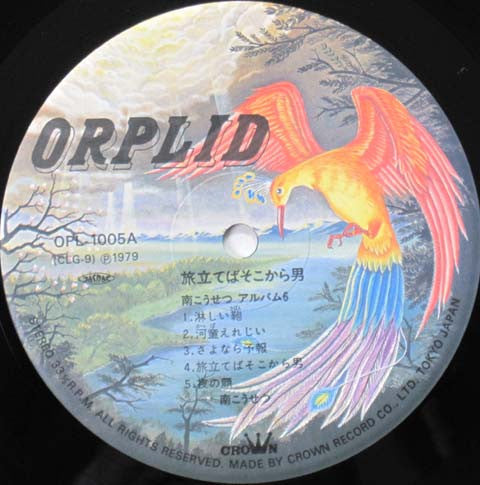 ORPLID
OPL-1005A
(CLG-9) Ⓟ1979
旅立てばそこから男
南こうせつ アルバム6
1.淋しい鞄
2.河童えれじい
3.さよなら予報
4.旅立てばそこから男
5.夜の顔
南こうせつ
CROWN
STEREO 33⅓ R.P.M. ALL RIGHTS RESERVED. MADE BY CROWN RECORD CO., LTD. TOKYO JAPAN